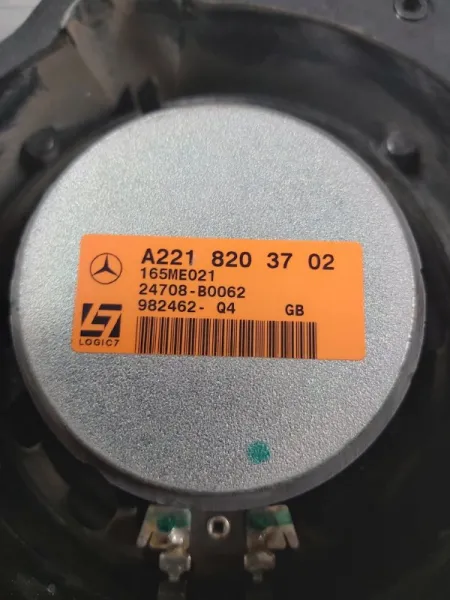 A221 820 37 02
165ME021
24708-B0062
982462- Q4 GB
LOGIC7